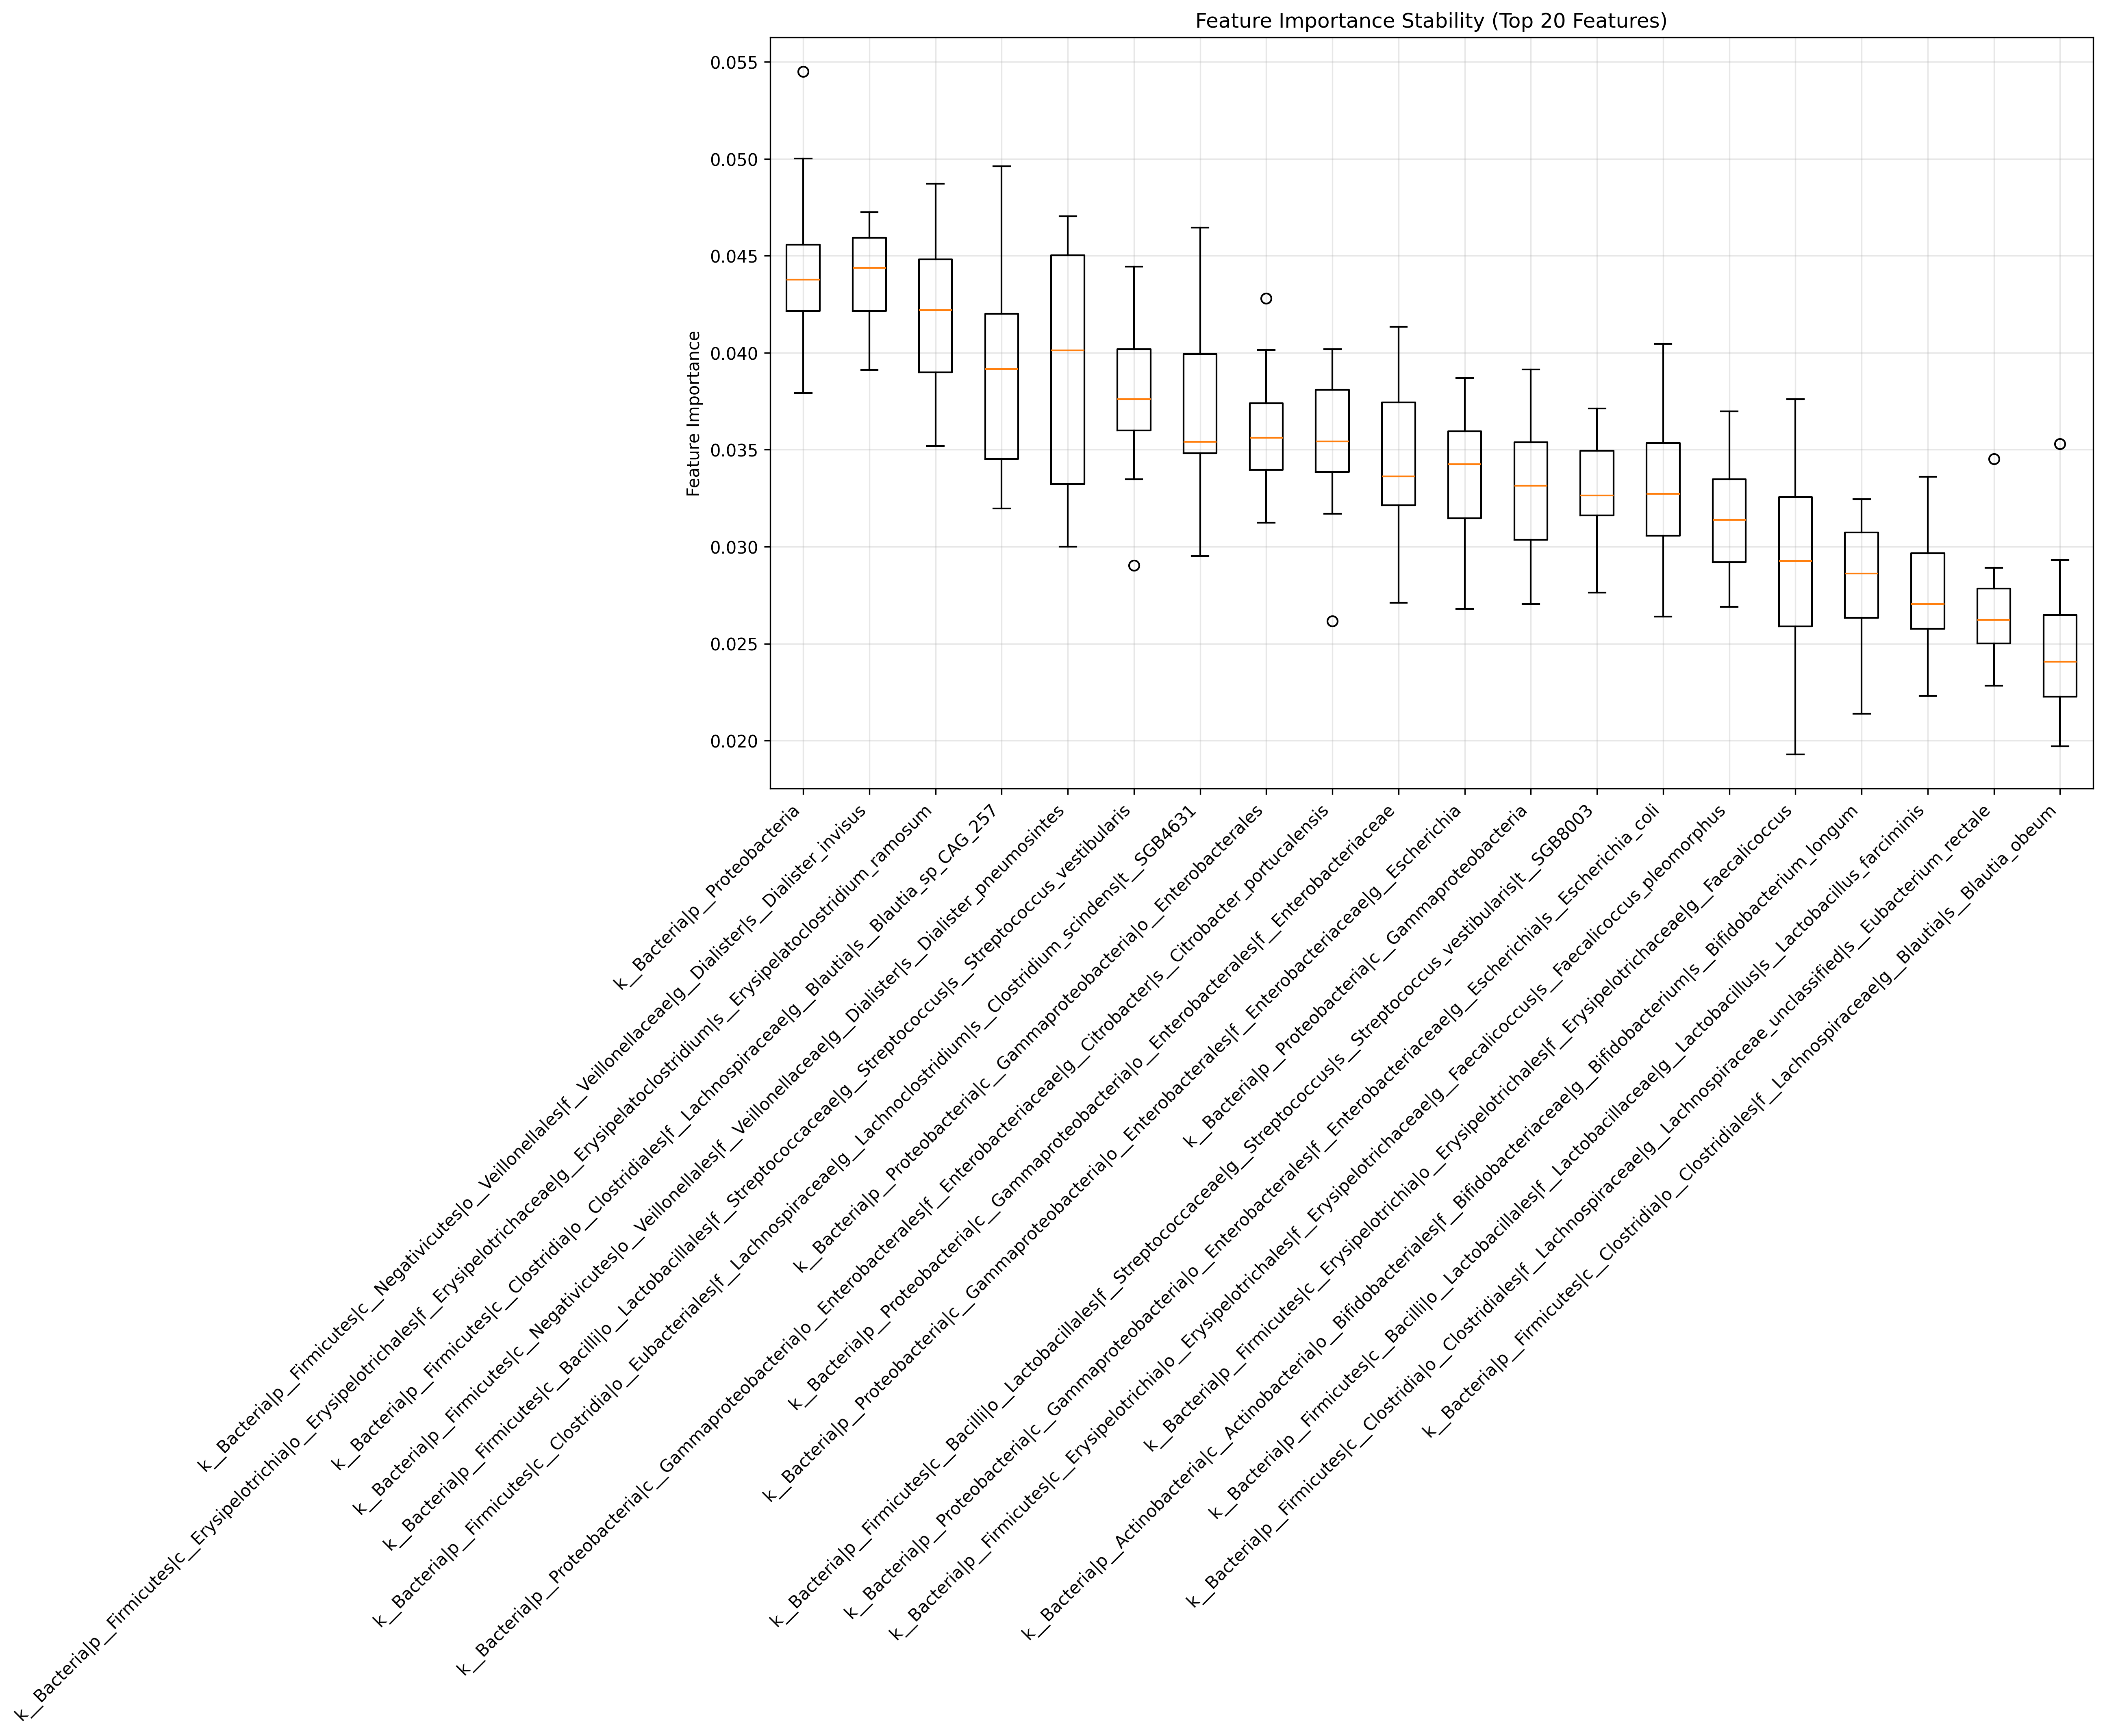 Feature Importance Stability (Top 20 Features)
Feature Importance
0.055
0.050
0.045
0.040
0.035
0.030
0.025
0.020
k__Bacteria|p__Proteobacteria
k__Bacteria|p__Firmicutes|c__Negativicutes|o__Veillonellales|f__Veillonellaceae|g__Dialister|s__Dialister_invisus
k__Bacteria|p__Firmicutes|c__Erysipelotrichia|o__Erysipelotrichales|f__Erysipelotrichaceae|g__Erysipelatoclostridium|s__Erysipelatoclostridium_ramosum
k__Bacteria|p__Firmicutes|c__Clostridia|o__Clostridiales|f__Lachnospiraceae|g__Blautia|s__Blautia_sp_CAG_257
k__Bacteria|p__Firmicutes|c__Negativicutes|o__Veillonellales|f__Veillonellaceae|g__Dialister|s__Dialister_pneumosintes
k__Bacteria|p__Firmicutes|c__Bacilli|o__Lactobacillales|f__Streptococcaceae|g__Streptococcus|s__Streptococcus_vestibularis
k__Bacteria|p__Firmicutes|c__Clostridia|o__Eubacteriales|f__Lachnospiraceae|g__Lachnoclostridium|s__Clostridium_scindens|t__SGB4631
k__Bacteria|p__Proteobacteria|c__Gammaproteobacteria|o__Enterobacterales
k__Bacteria|p__Proteobacteria|c__Gammaproteobacteria|o__Enterobacterales|f__Enterobacteriaceae|g__Citrobacter|s__Citrobacter_portucalensis
k__Bacteria|p__Proteobacteria|c__Gammaproteobacteria|o__Enterobacterales|f__Enterobacteriaceae
k__Bacteria|p__Proteobacteria|c__Gammaproteobacteria|o__Enterobacterales|f__Enterobacteriaceae|g__Escherichia
k__Bacteria|p__Proteobacteria|c__Gammaproteobacteria
k__Bacteria|p__Firmicutes|c__Bacilli|o__Lactobacillales|f__Streptococcaceae|g__Streptococcus|s__Streptococcus_vestibularis|t__SGB8003
k__Bacteria|p__Proteobacteria|c__Gammaproteobacteria|o__Enterobacterales|f__Enterobacteriaceae|g__Escherichia|s__Escherichia_coli
k__Bacteria|p__Firmicutes|c__Erysipelotrichia|o__Erysipelotrichales|f__Erysipelotrichaceae|g__Faecalicoccus|s__Faecalicoccus_pleomorphus
k__Bacteria|p__Firmicutes|c__Erysipelotrichia|o__Erysipelotrichales|f__Erysipelotrichaceae|g__Faecalicoccus
k__Bacteria|p__Actinobacteria|c__Actinobacteria|o__Bifidobacteriales|f__Bifidobacteriaceae|g__Bifidobacterium|s__Bifidobacterium_longum
k__Bacteria|p__Firmicutes|c__Bacilli|o__Lactobacillales|f__Lactobacillaceae|g__Lactobacillus|s__Lactobacillus_farciminis
k__Bacteria|p__Firmicutes|c__Clostridia|o__Clostridiales|f__Lachnospiraceae|g__Lachnospiraceae_unclassified|s__Eubacterium_rectale
k__Bacteria|p__Firmicutes|c__Clostridia|o__Clostridiales|f__Lachnospiraceae|g__Blautia|s__Blautia_obeum